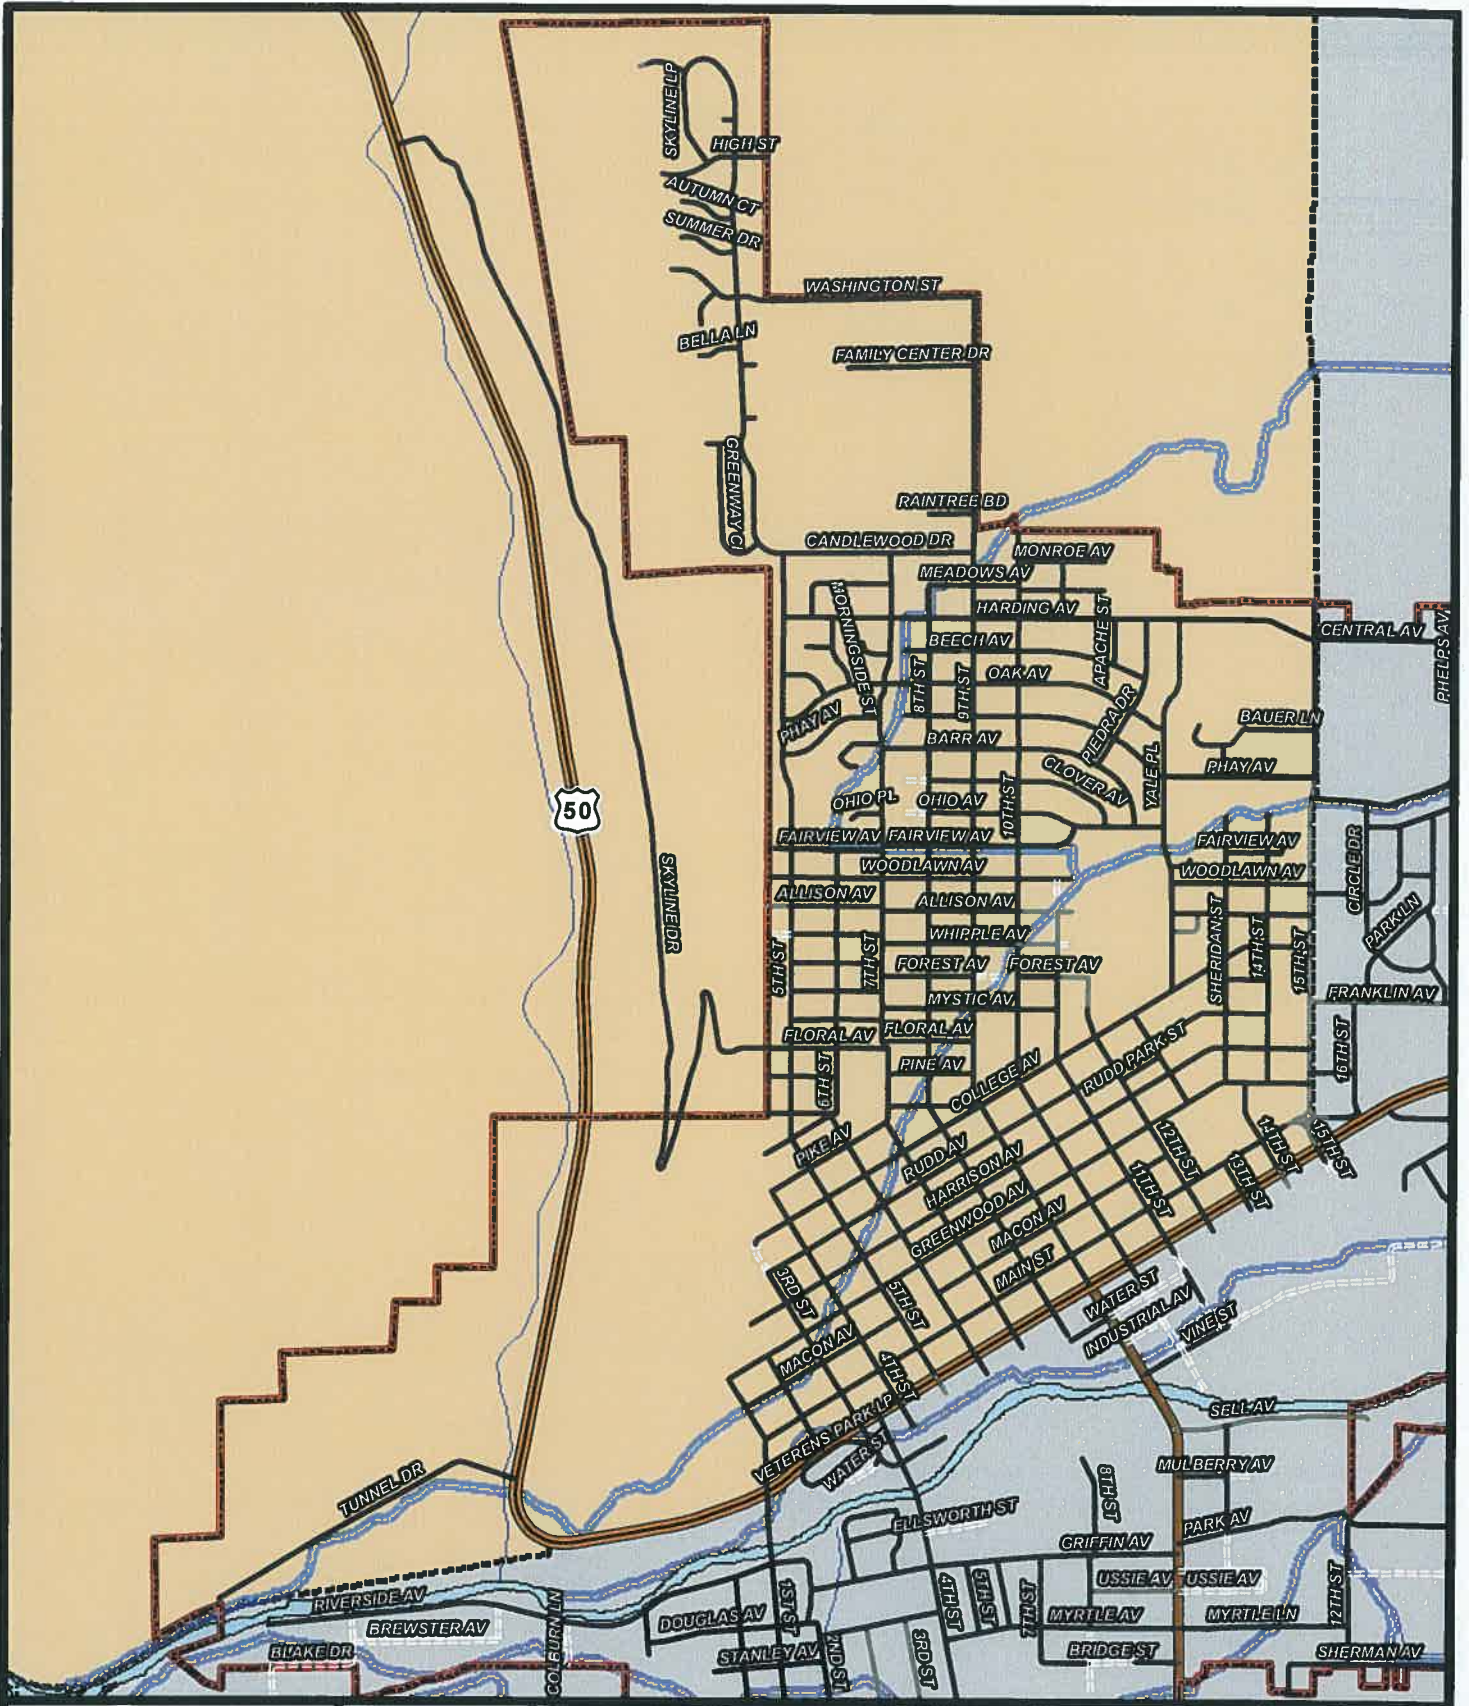 SKYLINE LP
HIGH ST
AUTUMN CT
SUMMER DR
WASHINGTON ST
BELLA LN
FAMILY CENTER DR
GREENWAY CI
RAINTREE BD
CANDLEWOOD DR
MONROE AV
MEADOWS AV
MORNINGSIDE ST
HARDING AV
APACHE ST
CENTRAL AV
PHELPS AV
BEECH AV
8TH ST
9TH ST
OAK AV
PHAY AV
PIEDRA DR
BAUER LN
BARR AV
YALE PL
PHAY AV
CLOVER AV
50
OHIO PL
OHIO AV
10TH ST
FAIRVIEW AV
FAIRVIEW AV
FAIRVIEW AV
CIRCLE DR
WOODLAWN AV
WOODLAWN AV
SKYLINE DR
ALLISON AV
ALLISON AV
SHERIDAN ST
PARK LN
WHIPPLE AV
14TH ST
15TH ST
5TH ST
7TH ST
FOREST AV
FOREST AV
MYSTIC AV
FRANKLIN AV
FLORAL AV
FLORAL AV
16TH ST
6TH ST
PINE AV
COLLEGE AV
RUDD PARK ST
PIKE AV
RUDD AV
12TH ST
14TH ST
15TH ST
HARRISON AV
11TH ST
13TH ST
GREENWOOD AV
MACON AV
3RD ST
5TH ST
MAIN ST
WATER ST
INDUSTRIAL AV
VINE ST
MACON AV
4TH ST
VETERENS PARK LP
SELL AV
WATER ST
TUNNEL DR
MULBERRY AV
8TH ST
ELLSWORTH ST
PARK AV
GRIFFIN AV
RIVERSIDE AV
COLBURN LN
DOUGLAS AV
1ST ST
4TH ST
5TH ST
7TH ST
USSIE AV
USSIE AV
12TH ST
BREWSTER AV
MYRTLE AV
MYRTLE LN
BLAKE DR
STANLEY AV
2ND ST
3RD ST
BRIDGE ST
SHERMAN AV